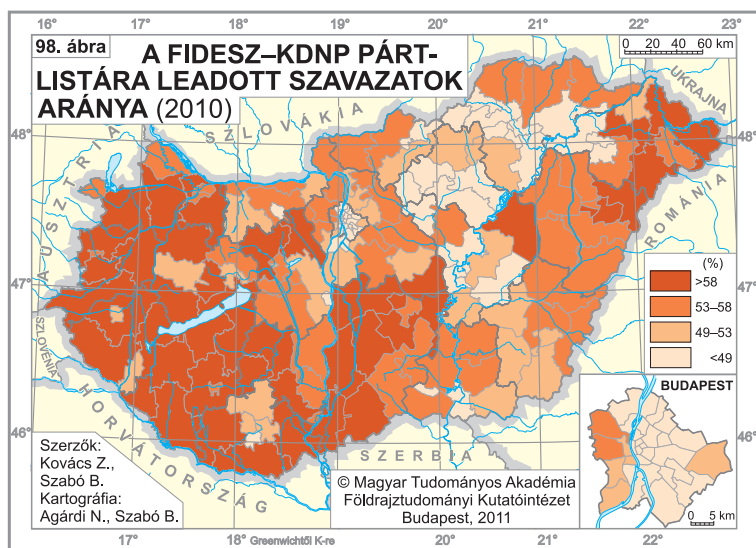 16° 17° 18° 19° 20° 21° 22° 23°
98. ábra
A FIDESZ–KDNP PÁRT-
LISTÁRA LEADOTT SZAVAZATOK
ARÁNYA (2010)
0 20 40 60 km
SZLOVÁKIA
UKRAJNA
AUSZTRIA
ROMÁNIA
SZLOVÉNIA
HORVÁTORSZÁG
SZERBIA
48° 48°
47° 47°
46° 46°
(%)
>58
53–58
49–53
<49
BUDAPEST
0 5 km
Szerzők:
Kovács Z.,
Szabó B.
Kartográfia:
Agárdi N., Szabó B.
© Magyar Tudományos Akadémia
Földrajztudományi Kutatóintézet
Budapest, 2011
17° 18° Greenwichtől K-re 19° 20° 21° 22°